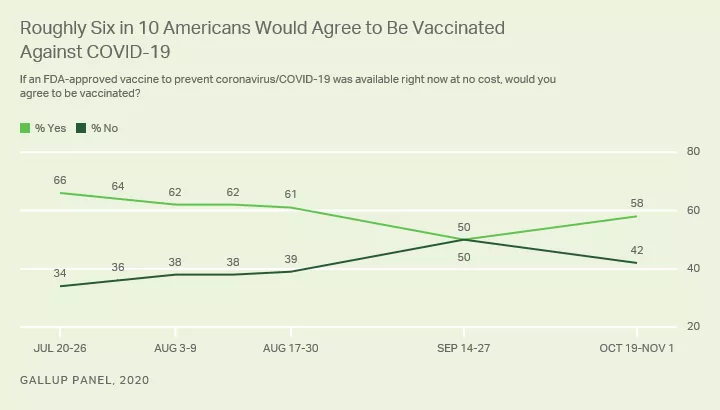 Roughly Six in 10 Americans Would Agree to Be Vaccinated
Against COVID-19
If an FDA-approved vaccine to prevent coronavirus/COVID-19 was available right now at no cost, would you
agree to be vaccinated?
% Yes % No
80
66 64 62 62 61 50 58
60
34 36 38 38 39 50 42
40
20
JUL 20-26 AUG 3-9 AUG 17-30 SEP 14-27 OCT 19-NOV 1
GALLUP PANEL, 2020